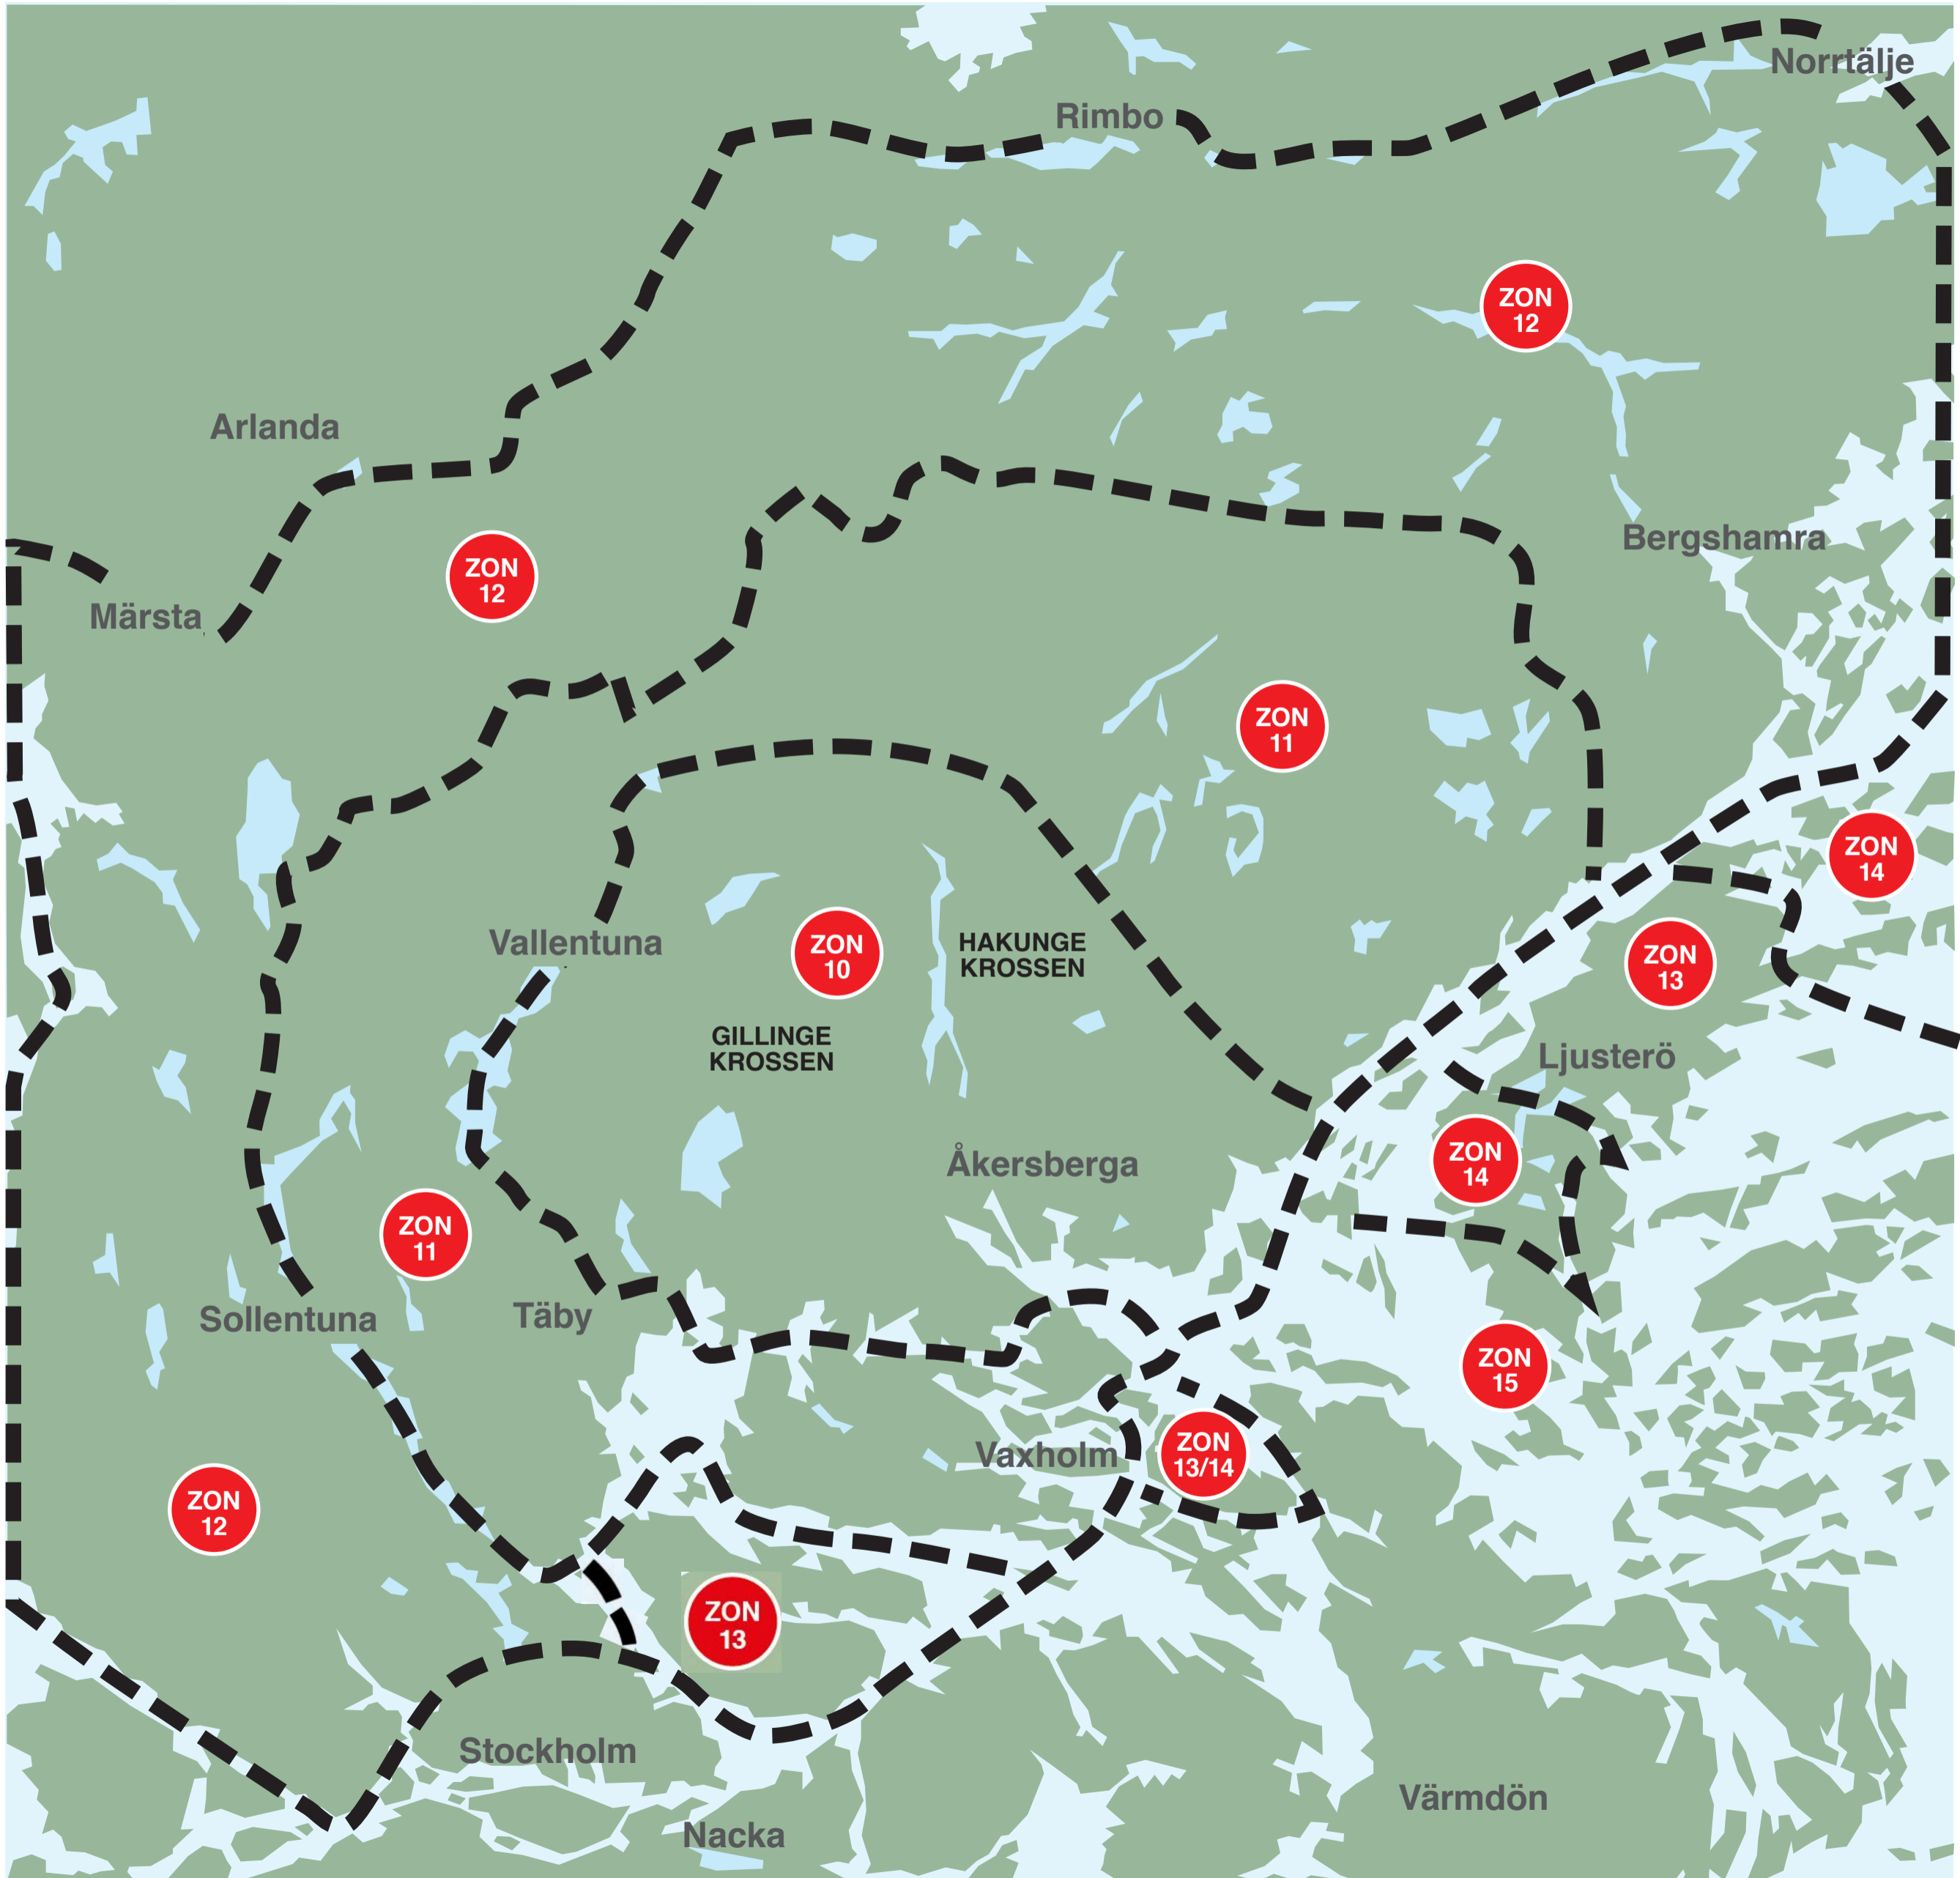 Norrtälje
Rimbo
ZON
12
Arlanda
Bergshamra
ZON
12
Märsta
ZON
11
ZON
14
Vallentuna
ZON
10
HAKUNGE
KROSSEN
ZON
13
GILLINGE
KROSSEN
Ljusterö
Åkersberga
ZON
14
ZON
11
Sollentuna
Täby
ZON
15
Vaxholm
ZON
13/14
ZON
12
ZON
13
Stockholm
Värmdön
Nacka